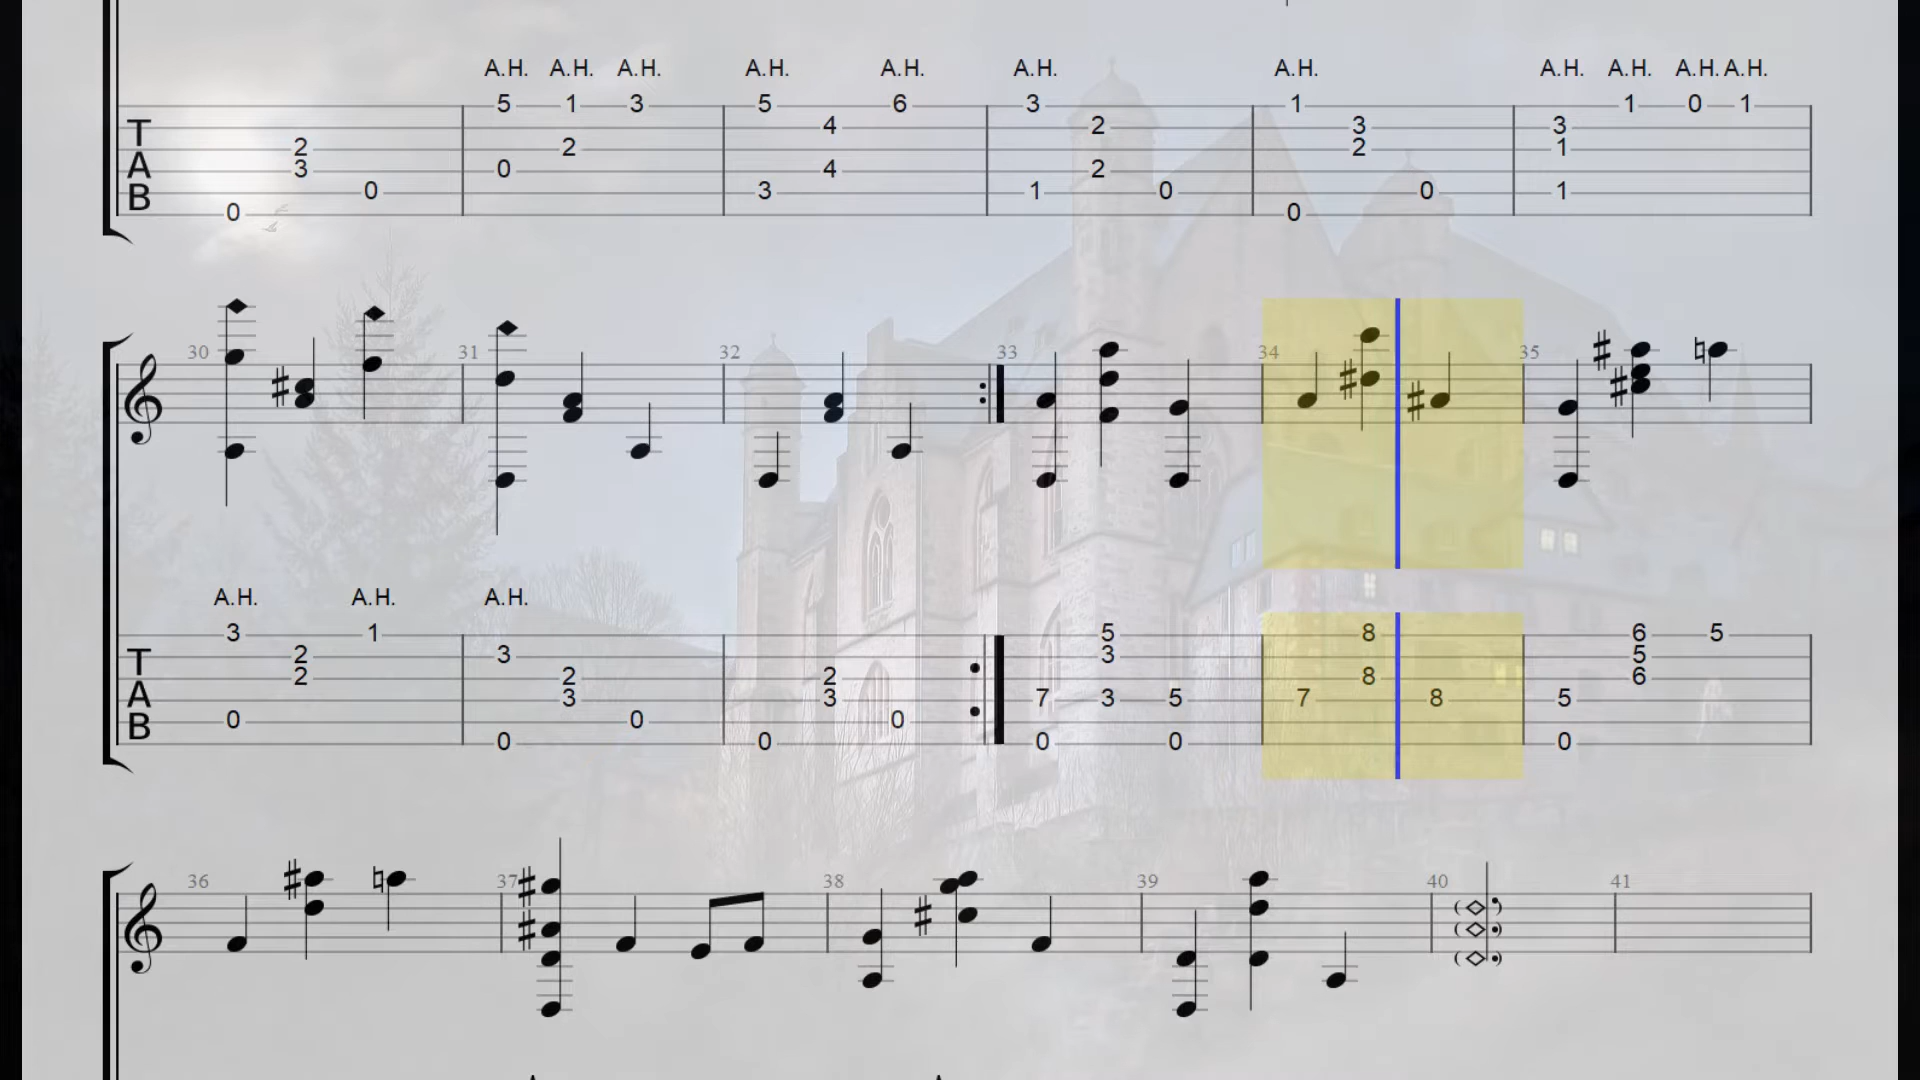 A.H. A.H. A.H. A.H. A.H. A.H. A.H. A.H. A.H. A.H. A.H.
5 1 3 5 6 3 1 1 0 1
4 2 3 3
T 2 2 2 1
A 3 0 4 2
B 0 3 1 0 0 1
0 0
30 31 32 33 34 35
A.H. A.H. A.H.
3 1 5 8 6 5
T 2 3 3 5
2 2 2 8 6
A 3 3 7 3 5 7 8 5
B 0 0 0
0 0 0 0 0
36 37 38 39 40 41